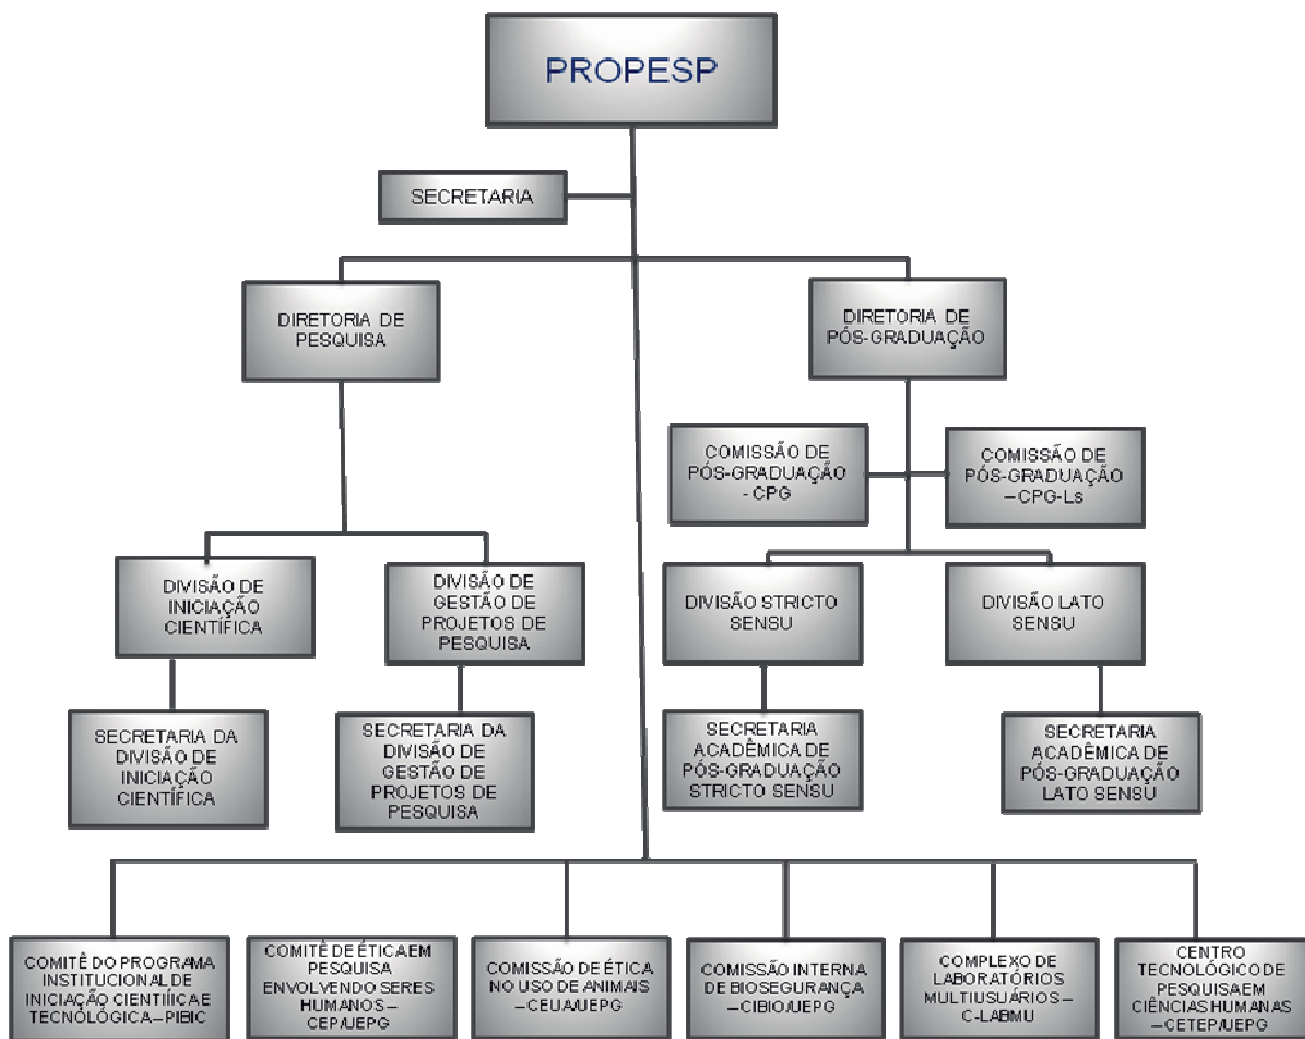 PROPESP
SECRETARIA
DIRETORIA DE
PESQUISA
DIRETORIA DE
PÓS-GRADUAÇÃO
COMISSÃO DE
PÓS-GRADUAÇÃO
- CPG
COMISSÃO DE
PÓS-GRADUAÇÃO
–CPG-Ls
DIVISÃO DE
INICIAÇÃO
CIENTÍFICA
DIVISÃO DE
GESTÃO DE
PROJETOS DE
PESQUISA
DIVISÃO STRICTO
SENSU
DIVISÃO LATO
SENSU
SECRETARIA DA
DIVISÃO DE
INICIAÇÃO
CIENTÍFICA
SECRETARIA DA
DIVISÃO DE
GESTÃO DE
PROJETOS DE
PESQUISA
SECRETARIA
ACADÊMICA DE
PÓS-GRADUAÇÃO
STRICTO SENSU
SECRETARIA
ACADÊMICA DE
PÓS-GRADUAÇÃO
LATO SENSU
COMITÊ DO PROGRAMA
INSTITUCIONAL DE
INICIAÇÃO CIENTIÍICA E
TECNOLÓGICA – PIBIC
COMITÊ DE ÉTICA EM
PESQUISA
ENVOLVENDO SERES
HUMANOS –
CEP/UEPG
COMISSÃO DE ÉTICA
NO USO DE ANIMAIS
– CEUA/UEPG
COMISSÃO INTERNA
DE BIOSEGURANÇA
– CIBIO/UEPG
COMPLEXO DE
LABORATÓRIOS
MULTIUSUÁRIOS –
C-LABMU
CENTRO
TECNOLÓGICO DE
PESQUISA EM
CIÊNCIAS HUMANAS
– CETEP/UEPG